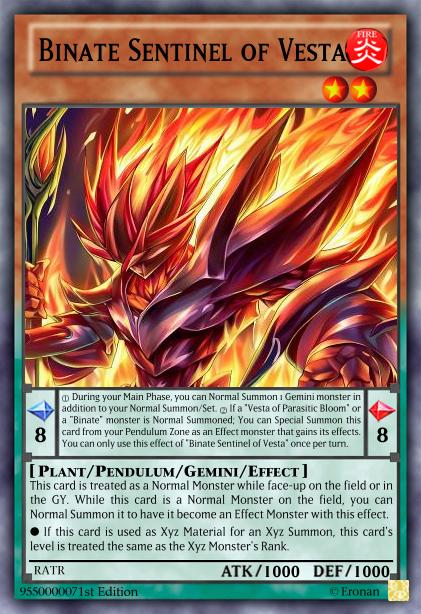 BINATE SENTINEL OF VESTA
FIRE
炎
① During your Main Phase, you can Normal Summon 1 Gemini monster in
addition to your Normal Summon/Set. ② If a "Vesta of Parasitic Bloom" or
a "Binate" monster is Normal Summoned; You can Special Summon this
card from your Pendulum Zone as an Effect monster that gains its effects.
You can only use this effect of "Binate Sentinel of Vesta" once per turn.
8
8
[ PLANT/PENDULUM/GEMINI/EFFECT ]
This card is treated as a Normal Monster while face-up on the field or in
the GY. While this card is a Normal Monster on the field, you can
Normal Summon it to have it become an Effect Monster with this effect.
● If this card is used as Xyz Material for an Xyz Summon, this card's
level is treated the same as the Xyz Monster's Rank.
RATR
ATK/1000 DEF/1000
9550000071st Edition
© Eronan